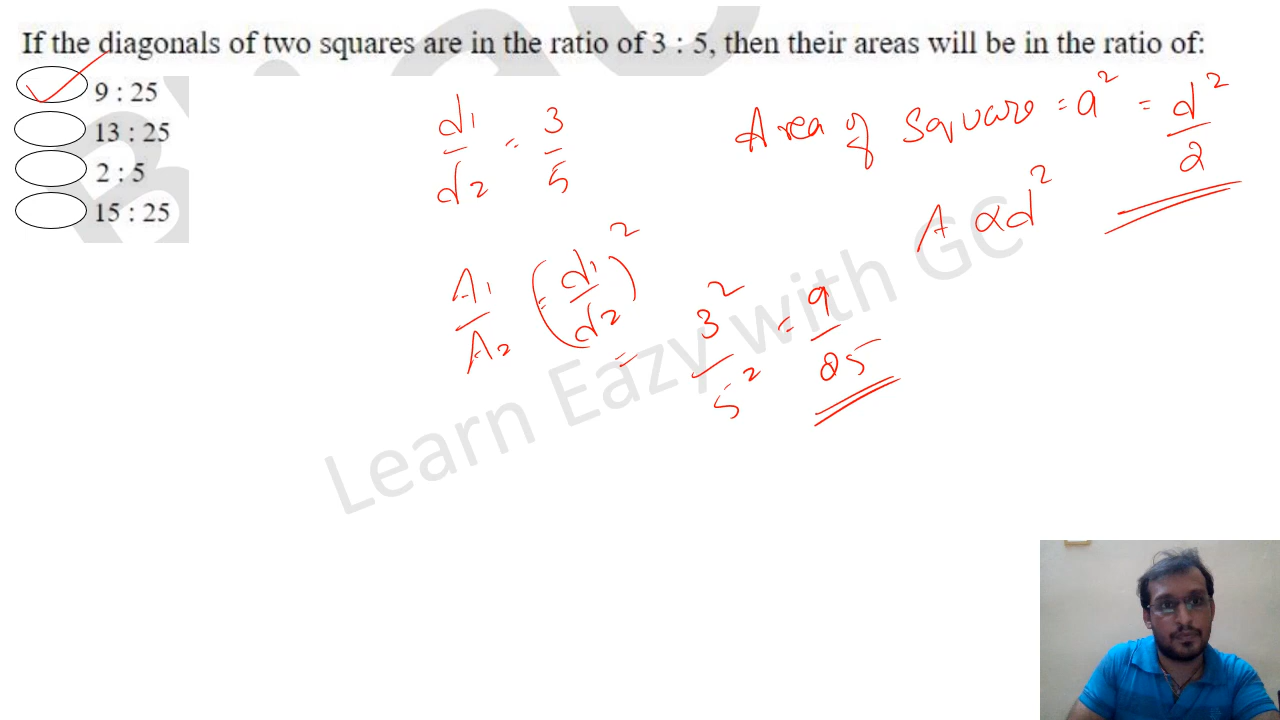 If the diagonals of two squares are in the ratio of 3 : 5, then their areas will be in the ratio of:
9 : 25
13 : 25
2 : 5
15 : 25
d1/d2 = 3/5
Area of Square = a² = d²/2
A ∝ d²
A1/A2 = (d1/d2)² = 3²/5² = 9/25
Learn Eazy with GC